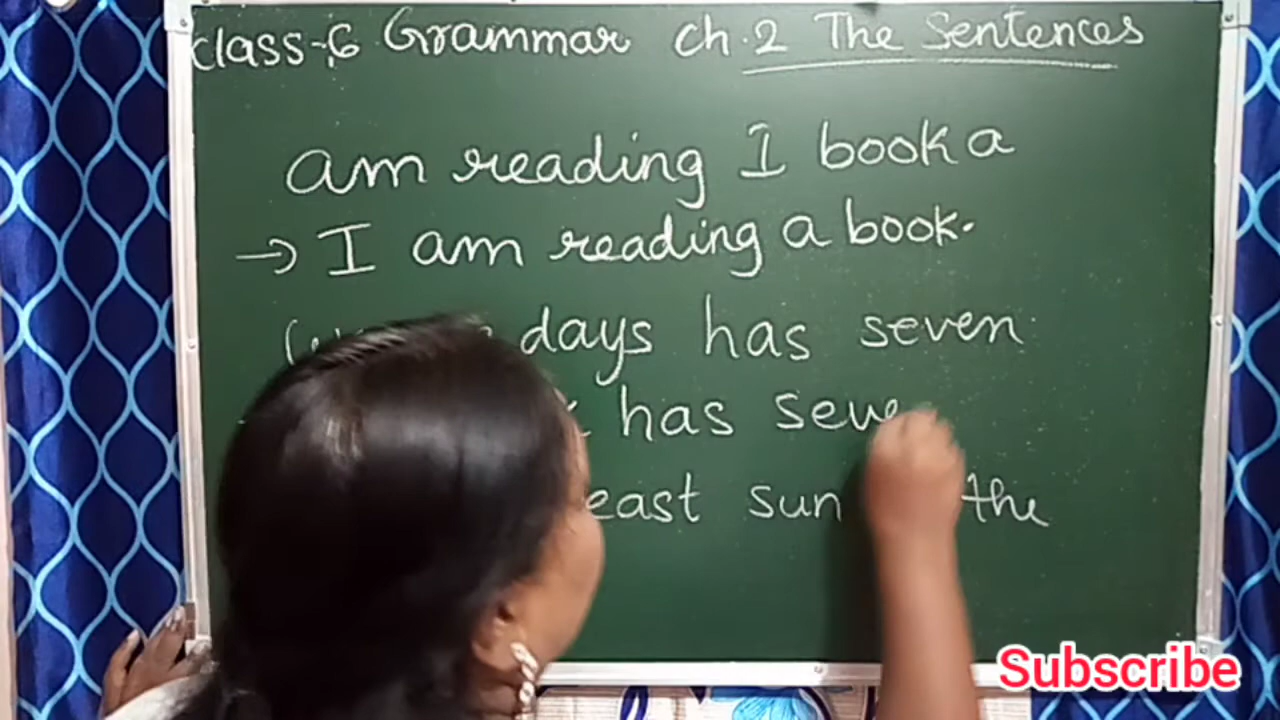 Class-6 Grammar ch.2 The Sentences
am reading I book a
→ I am reading a book.
days has seven
has seve
east sun the
Subscribe